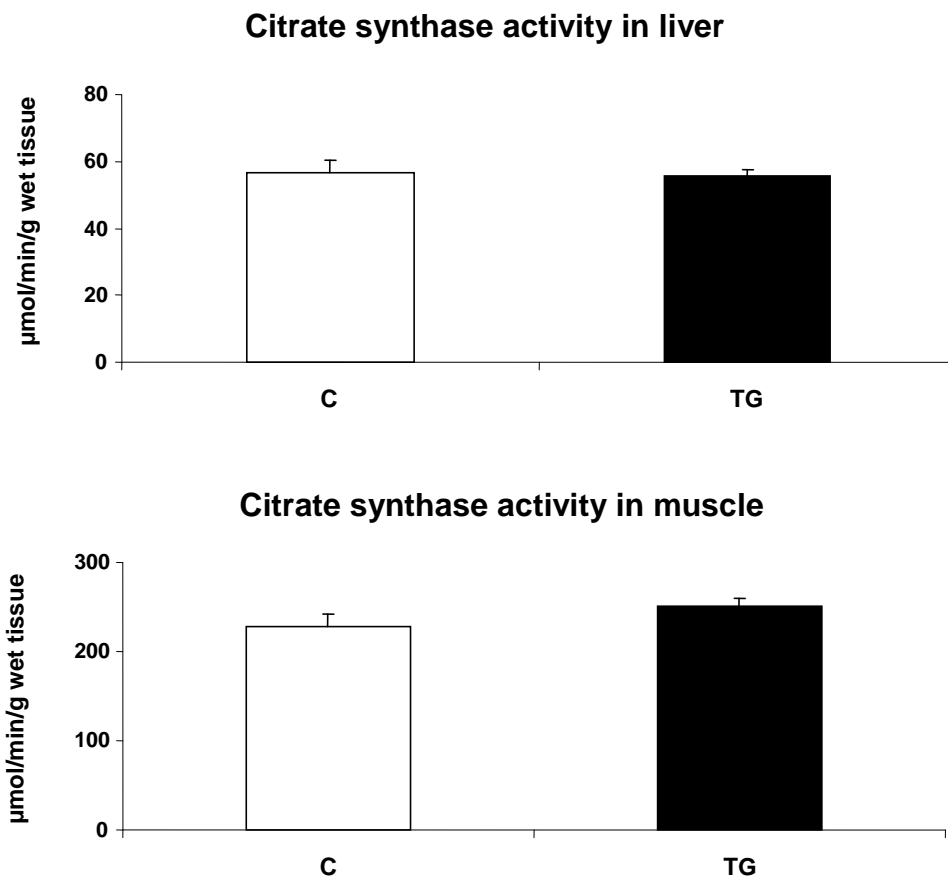 Citrate synthase activity in liver
µmol/min/g wet tissue
80
60
40
20
0
C TG
Citrate synthase activity in muscle
µmol/min/g wet tissue
300
200
100
0
C TG